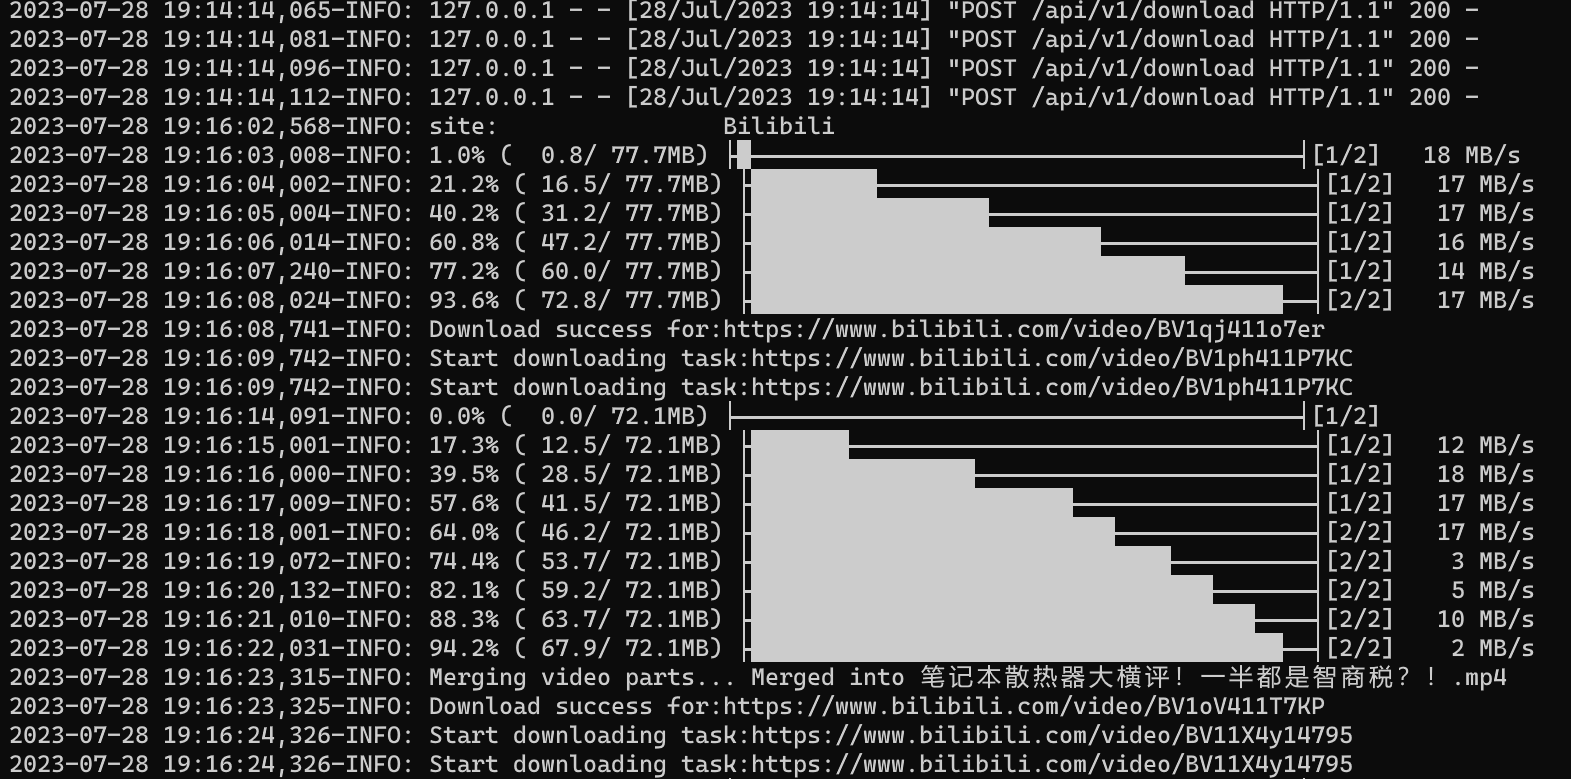 2023-07-28 19:14:14,065-INFO: 127.0.0.1 - - [28/Jul/2023 19:14:14] "POST /api/v1/download HTTP/1.1" 200 -
2023-07-28 19:14:14,081-INFO: 127.0.0.1 - - [28/Jul/2023 19:14:14] "POST /api/v1/download HTTP/1.1" 200 -
2023-07-28 19:14:14,096-INFO: 127.0.0.1 - - [28/Jul/2023 19:14:14] "POST /api/v1/download HTTP/1.1" 200 -
2023-07-28 19:14:14,112-INFO: 127.0.0.1 - - [28/Jul/2023 19:14:14] "POST /api/v1/download HTTP/1.1" 200 -
2023-07-28 19:16:02,568-INFO: site: Bilibili
2023-07-28 19:16:03,008-INFO: 1.0% ( 0.8/ 77.7MB) [1/2] 18 MB/s
2023-07-28 19:16:04,002-INFO: 21.2% ( 16.5/ 77.7MB) [1/2] 17 MB/s
2023-07-28 19:16:05,004-INFO: 40.2% ( 31.2/ 77.7MB) [1/2] 17 MB/s
2023-07-28 19:16:06,014-INFO: 60.8% ( 47.2/ 77.7MB) [1/2] 16 MB/s
2023-07-28 19:16:07,240-INFO: 77.2% ( 60.0/ 77.7MB) [1/2] 14 MB/s
2023-07-28 19:16:08,024-INFO: 93.6% ( 72.8/ 77.7MB) [2/2] 17 MB/s
2023-07-28 19:16:08,741-INFO: Download success for:https://www.bilibili.com/video/BV1qj411o7er
2023-07-28 19:16:09,742-INFO: Start downloading task:https://www.bilibili.com/video/BV1ph411P7KC
2023-07-28 19:16:09,742-INFO: Start downloading task:https://www.bilibili.com/video/BV1ph411P7KC
2023-07-28 19:16:14,091-INFO: 0.0% ( 0.0/ 72.1MB) [1/2]
2023-07-28 19:16:15,001-INFO: 17.3% ( 12.5/ 72.1MB) [1/2] 12 MB/s
2023-07-28 19:16:16,000-INFO: 39.5% ( 28.5/ 72.1MB) [1/2] 18 MB/s
2023-07-28 19:16:17,009-INFO: 57.6% ( 41.5/ 72.1MB) [1/2] 17 MB/s
2023-07-28 19:16:18,001-INFO: 64.0% ( 46.2/ 72.1MB) [2/2] 17 MB/s
2023-07-28 19:16:19,072-INFO: 74.4% ( 53.7/ 72.1MB) [2/2] 3 MB/s
2023-07-28 19:16:20,132-INFO: 82.1% ( 59.2/ 72.1MB) [2/2] 5 MB/s
2023-07-28 19:16:21,010-INFO: 88.3% ( 63.7/ 72.1MB) [2/2] 10 MB/s
2023-07-28 19:16:22,031-INFO: 94.2% ( 67.9/ 72.1MB) [2/2] 2 MB/s
2023-07-28 19:16:23,315-INFO: Merging video parts... Merged into 笔记本散热器大横评！一半都是智商税？！.mp4
2023-07-28 19:16:23,325-INFO: Download success for:https://www.bilibili.com/video/BV1oV411T7KP
2023-07-28 19:16:24,326-INFO: Start downloading task:https://www.bilibili.com/video/BV11X4y14795
2023-07-28 19:16:24,326-INFO: Start downloading task:https://www.bilibili.com/video/BV11X4y14795